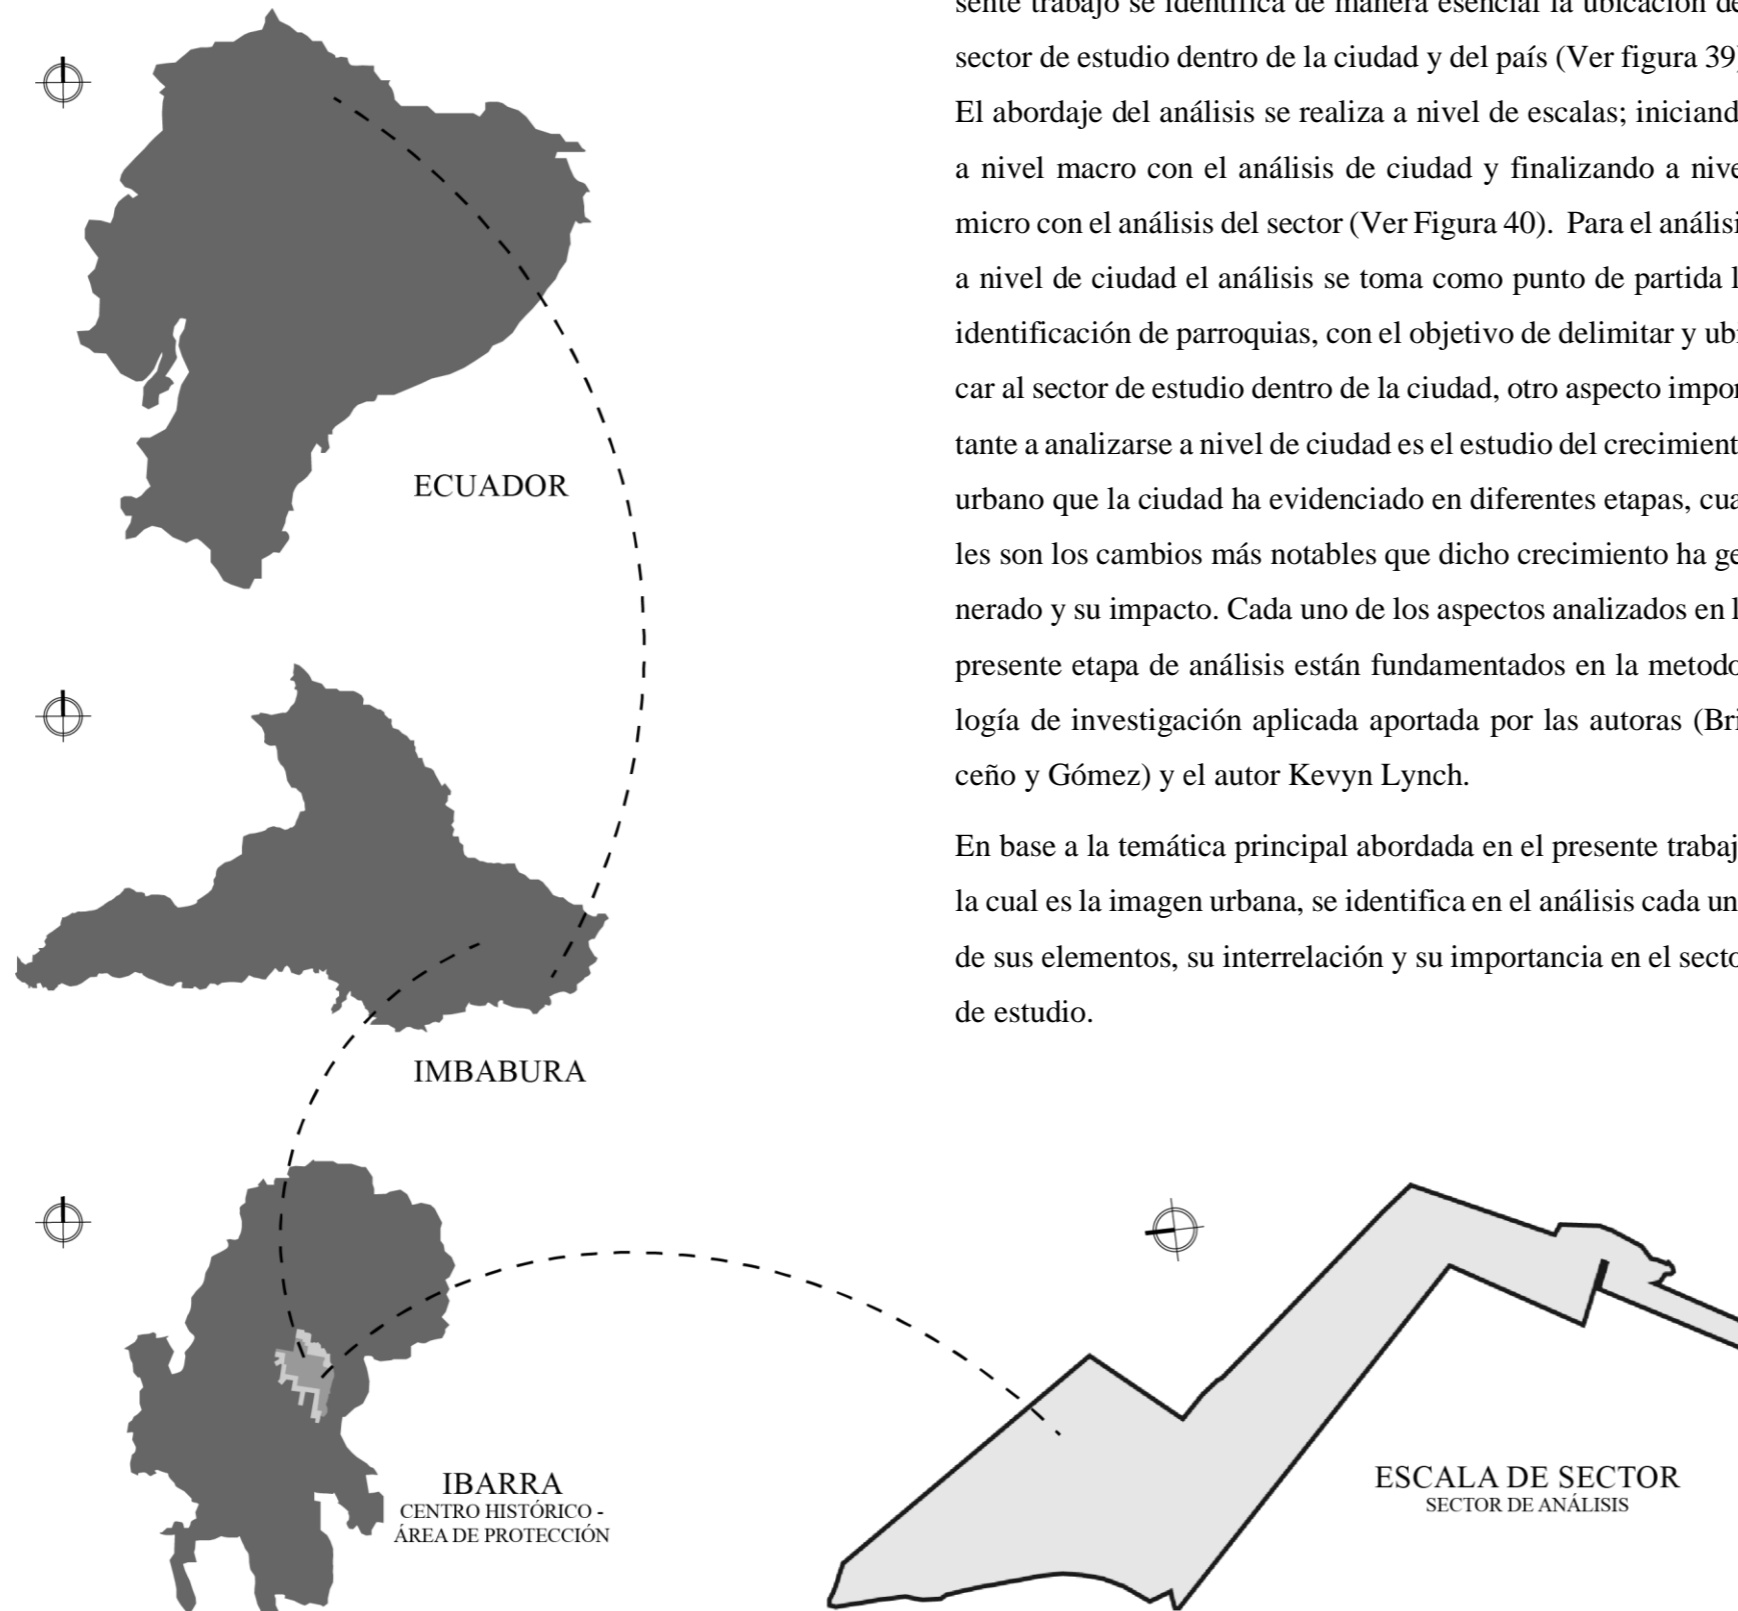 sente trabajo se identifica de manera esencial la ubicación de
sector de estudio dentro de la ciudad y del país (Ver figura 39)
El abordaje del análisis se realiza a nivel de escalas; iniciand
a nivel macro con el análisis de ciudad y finalizando a nive
micro con el análisis del sector (Ver Figura 40). Para el análisi
a nivel de ciudad el análisis se toma como punto de partida l
identificación de parroquias, con el objetivo de delimitar y ubi
car al sector de estudio dentro de la ciudad, otro aspecto impor
tante a analizarse a nivel de ciudad es el estudio del crecimient
urbano que la ciudad ha evidenciado en diferentes etapas, cua
les son los cambios más notables que dicho crecimiento ha ge
nerado y su impacto. Cada uno de los aspectos analizados en l
presente etapa de análisis están fundamentados en la metodo
logía de investigación aplicada aportada por las autoras (Bri
ceño y Gómez) y el autor Kevyn Lynch.
En base a la temática principal abordada en el presente trabaj
la cual es la imagen urbana, se identifica en el análisis cada un
de sus elementos, su interrelación y su importancia en el secto
de estudio.
ECUADOR
IMBABURA
IBARRA
CENTRO HISTÓRICO -
ÁREA DE PROTECCIÓN
ESCALA DE SECTOR
SECTOR DE ANÁLISIS